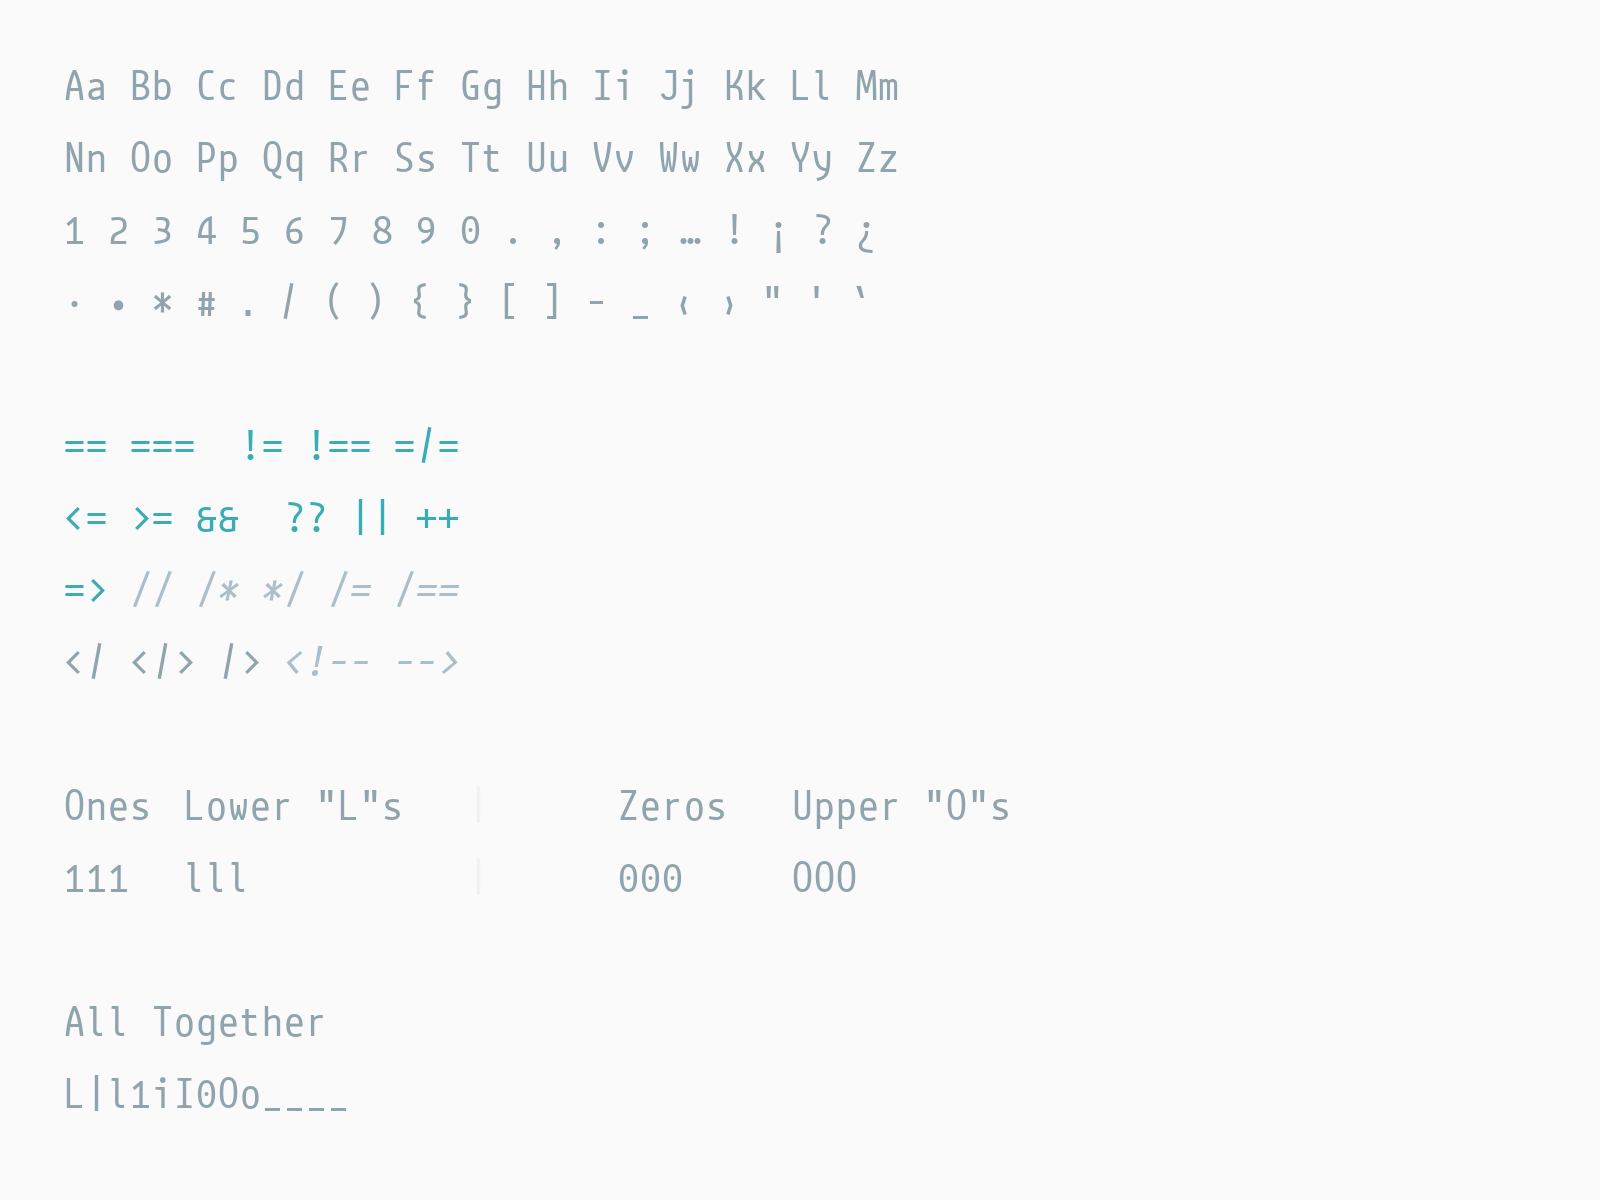 Aa Bb Cc Dd Ee Ff Gg Hh Ii Jj Kk Ll Mm
Nn Oo Pp Qq Rr Ss Tt Uu Vv Ww Xx Yy Zz
1 2 3 4 5 6 7 8 9 0 . , : ; … ! ¡ ? ¿
· • * # . / ( ) { } [ ] - _ ‹ › " ' `
== === != !== =/=
<= >= && ?? || ++
=> // /* */ /= /==
</ </> /> <!-- -->
Ones Lower "L"s | Zeros Upper "O"s
111 lll | 000 OOO
All Together
L|l1iI0Oo____